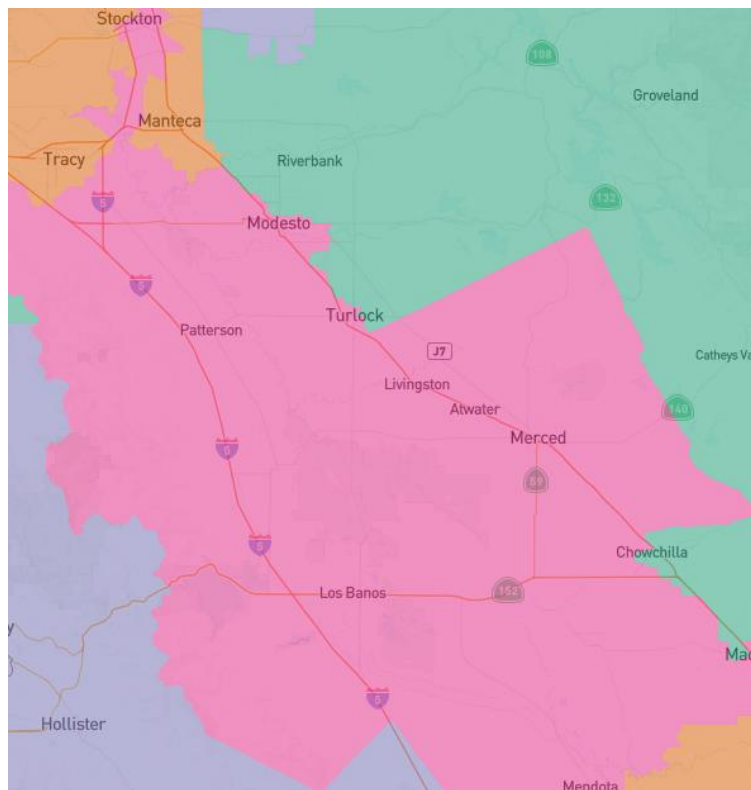 Stockton
108
Groveland
Manteca
Tracy
Riverbank
5
132
Modesto
5
Turlock
Patterson
J7
Catheys Va
Livingston
Atwater
140
Merced
5
59
5
Chowchilla
Los Banos
152
Mad
5
Hollister
Mendota